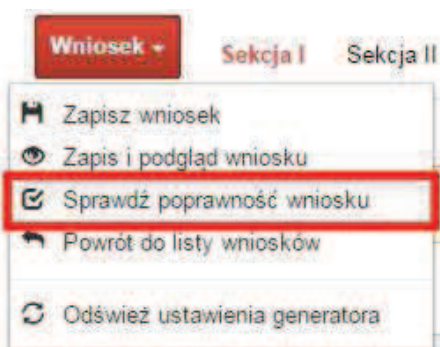 Wniosek Sekcja I Sekcja II
Zapisz wniosek
Zapis i podgląd wniosku
Sprawdź poprawność wniosku
Powrót do listy wniosków
Odśwież ustawienia generatora